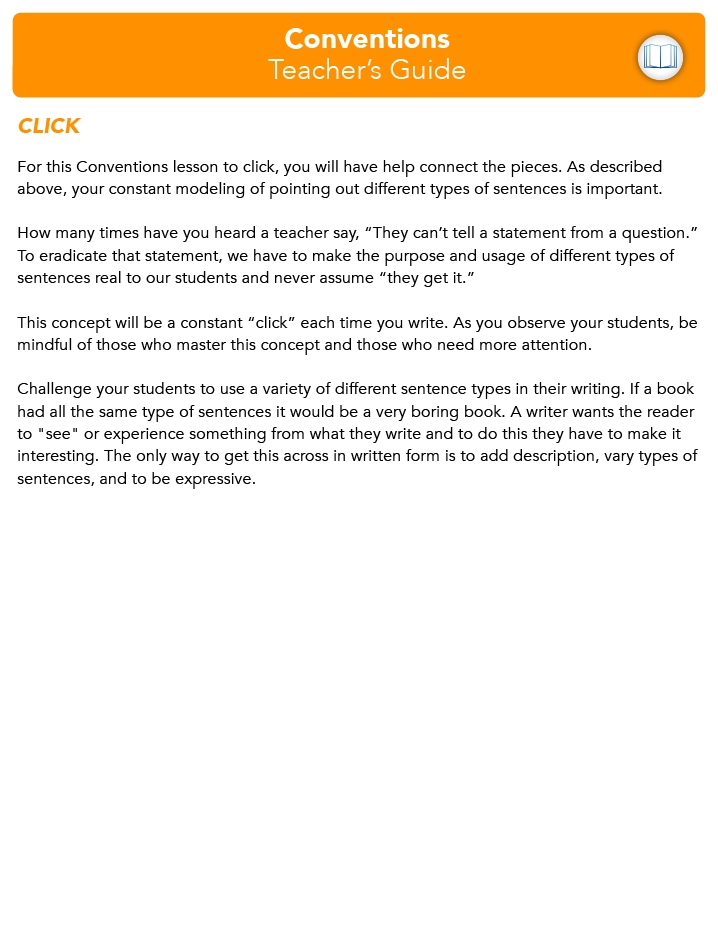 Conventions
Teacher’s Guide
CLICK
For this Conventions lesson to click, you will have help connect the pieces. As described
above, your constant modeling of pointing out different types of sentences is important.
How many times have you heard a teacher say, “They can’t tell a statement from a question.”
To eradicate that statement, we have to make the purpose and usage of different types of
sentences real to our students and never assume “they get it.”
This concept will be a constant “click” each time you write. As you observe your students, be
mindful of those who master this concept and those who need more attention.
Challenge your students to use a variety of different sentence types in their writing. If a book
had all the same type of sentences it would be a very boring book. A writer wants the reader
to "see" or experience something from what they write and to do this they have to make it
interesting. The only way to get this across in written form is to add description, vary types of
sentences, and to be expressive.